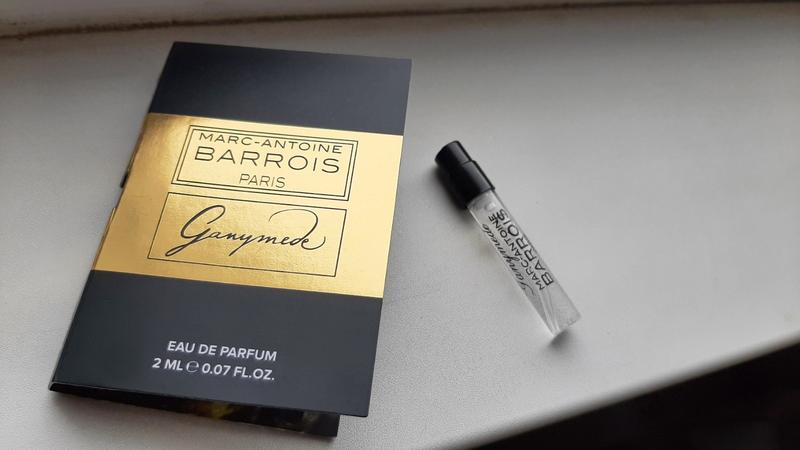 MARC-ANTOINE
BARROIS
PARIS
Ganymede
EAU DE PARFUM
2 ML ℮ 0.07 FL.OZ.
Ganymede
MARC-ANTOINE
BARROIS